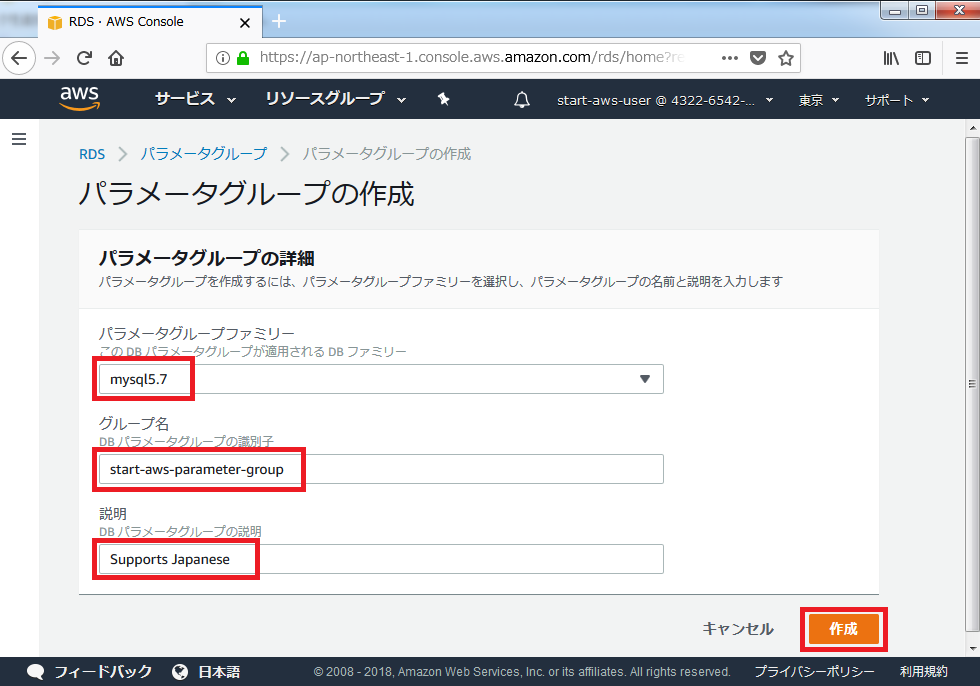 RDS · AWS Console
https://ap-northeast-1.console.aws.amazon.com/rds/home?re
aws サービス リソースグループ start-aws-user @ 4322-6542-... 東京 サポート
RDS パラメータグループ パラメータグループの作成
パラメータグループの作成
パラメータグループの詳細
パラメータグループを作成するには、パラメータグループファミリーを選択し、パラメータグループの名前と説明を入力します
パラメータグループファミリー
この DB パラメータグループが適用される DB ファミリー
mysql5.7
グループ名
DB パラメータグループの識別子
start-aws-parameter-group
説明
DB パラメータグループの説明
Supports Japanese
キャンセル 作成
フィードバック 日本語 © 2008 - 2018, Amazon Web Services, Inc. or its affiliates. All rights reserved. プライバシーポリシー 利用規約